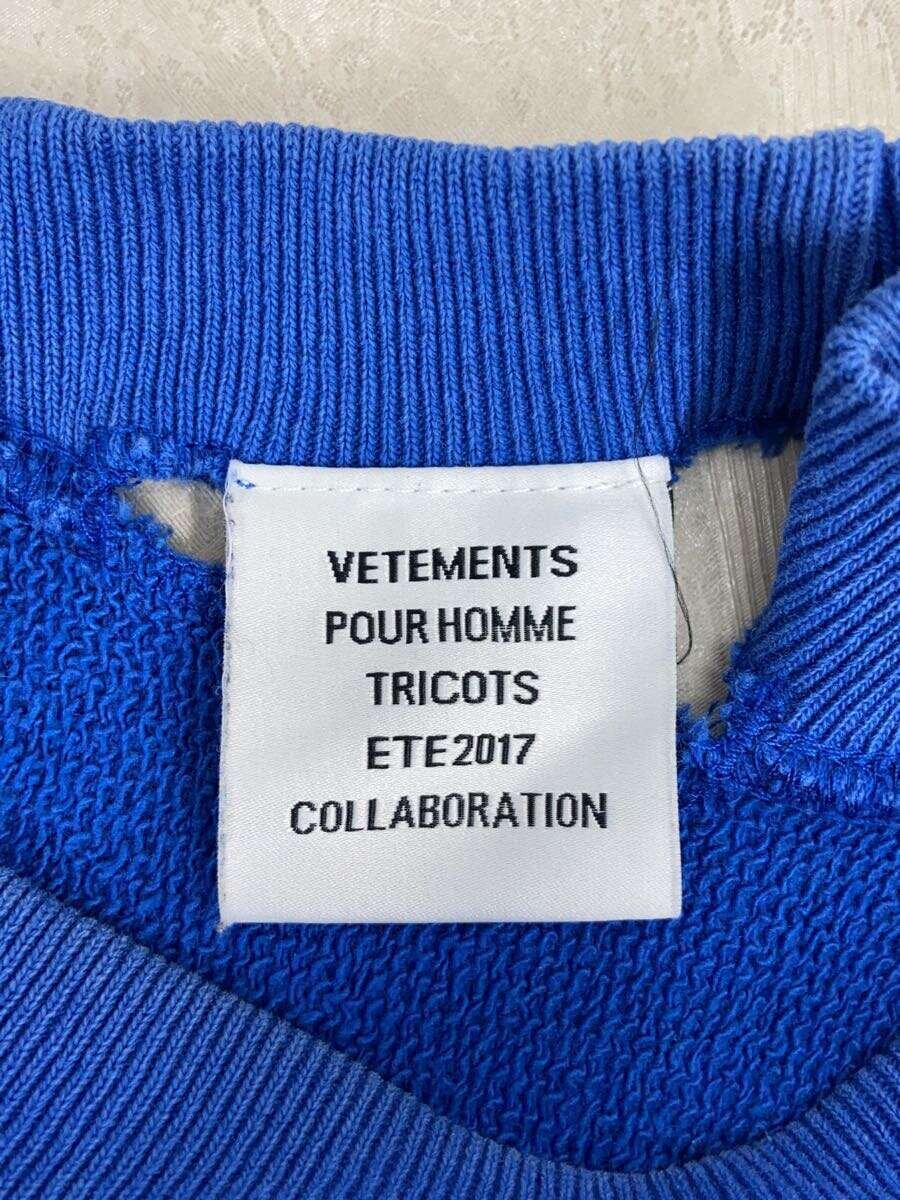 VETEMENTS
POUR HOMME
TRICOTS
ETE2017
COLLABORATION